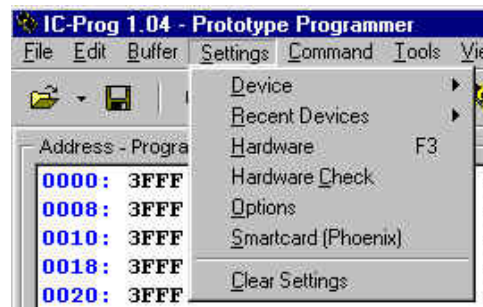 IC-Prog 1.04 - Prototype Programmer
File Edit Buffer Settings Command Tools
Device
Recent Devices
Address - Progra
Hardware F3
0000: 3FFF
Hardware Check
0008: 3FFF
Options
0010: 3FFF
Smartcard (Phoenix)
0018: 3FFF
Clear Settings
0020: 3FFF